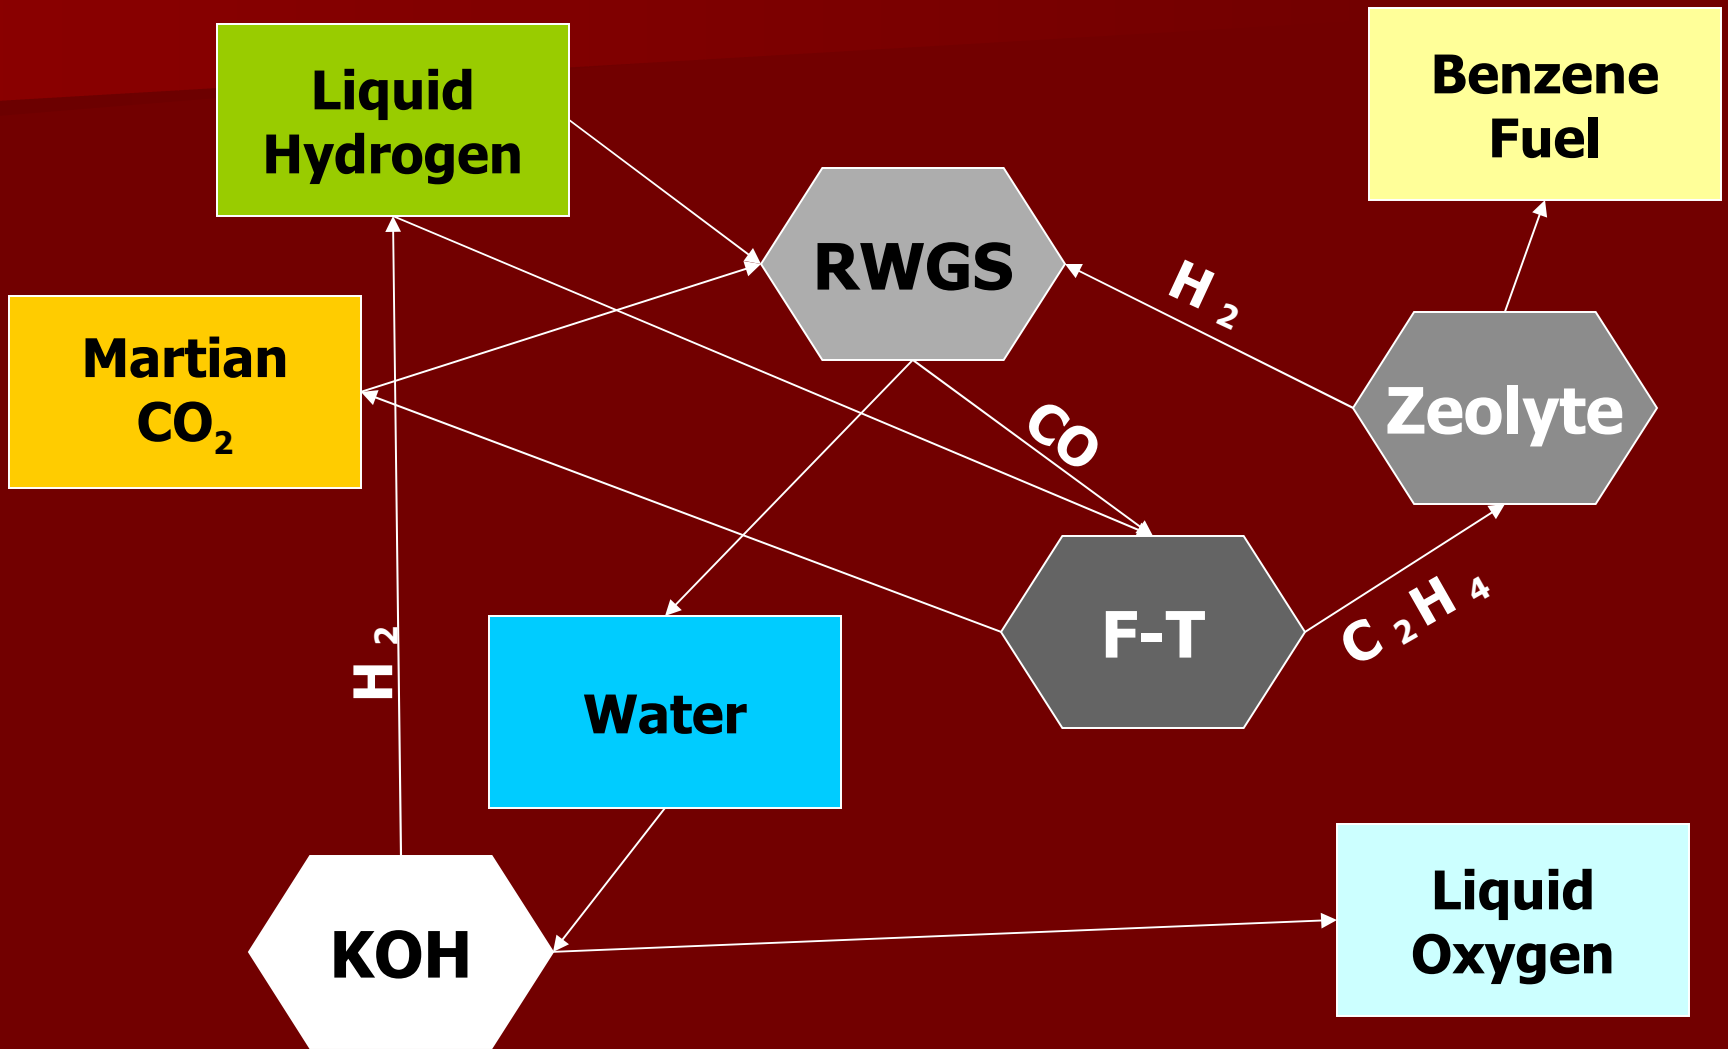 Liquid
Hydrogen
Benzene
Fuel
RWGS
H₂
Martian
CO₂
Zeolyte
CO
C₂H₄
F-T
H₂
Water
Liquid
Oxygen
KOH